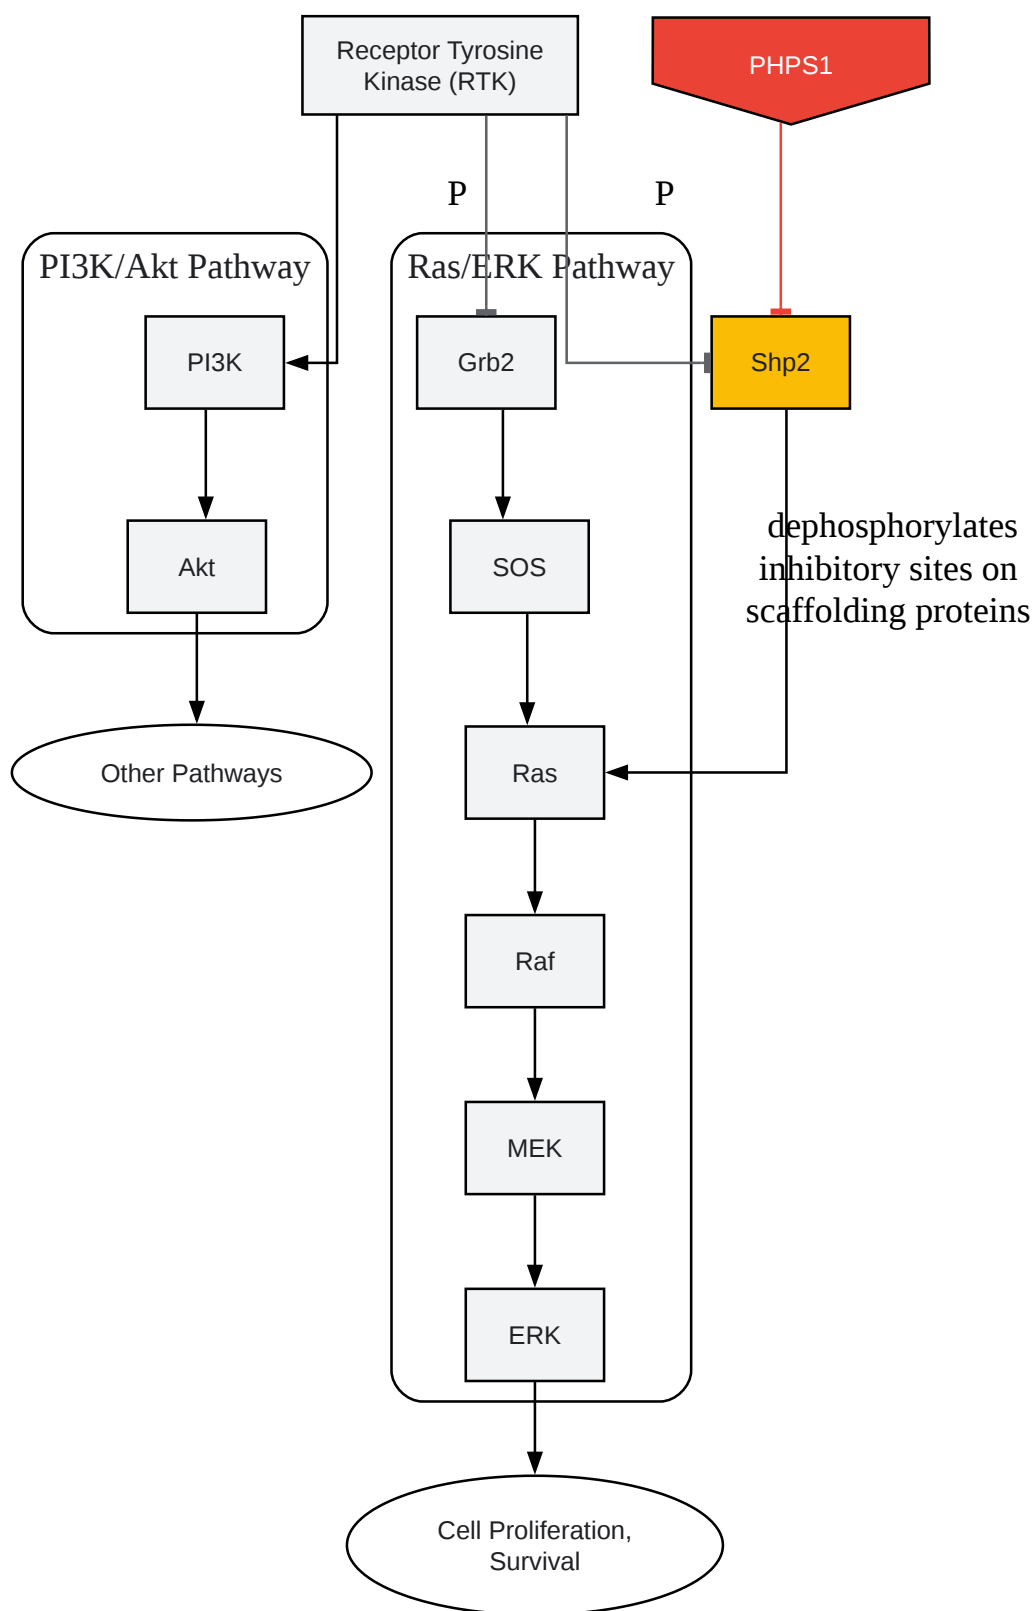 Receptor Tyrosine
Kinase (RTK)
PHPS1
P
P
PI3K/Akt Pathway
Ras/ERK Pathway
PI3K
Grb2
Shp2
dephosphorylates
inhibitory sites on
scaffolding proteins
Akt
SOS
Other Pathways
Ras
Raf
MEK
ERK
Cell Proliferation,
Survival